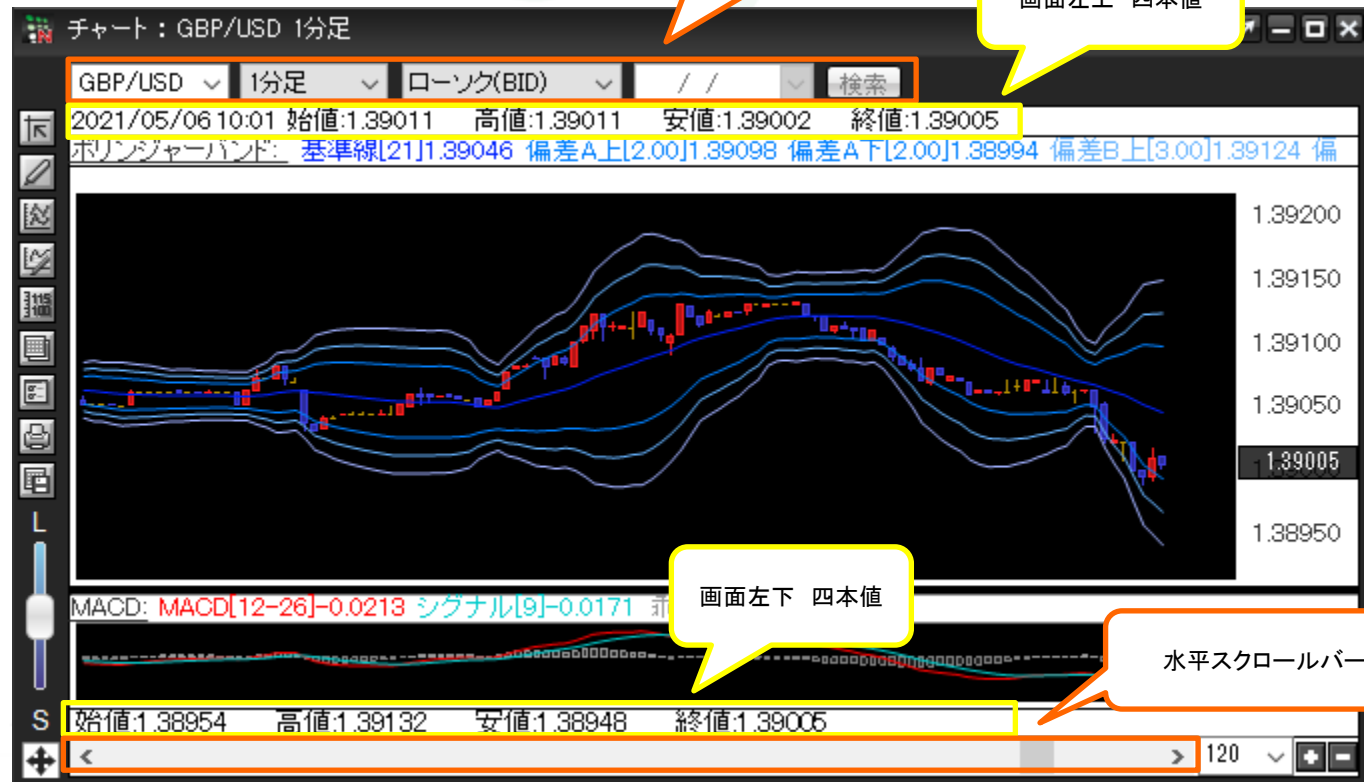 画面左上 四本値
チャート：GBP/USD 1分足
GBP/USD 1分足 ローソク(BID) / / 検索
2021/05/06 10:01 始値:1.39011 高値:1.39011 安値:1.39002 終値:1.39005
ボリンジャーバンド: 基準線[21]1.39046 偏差A上[2.00]1.39098 偏差A下[2.00]1.38994 偏差B上[3.00]1.39124 偏
1.39200
1.39150
1.39100
1.39050
1.39005
1.38950
115
100
L
画面左下 四本値
MACD: MACD[12-26]-0.0213 シグナル[9]-0.0171
水平スクロールバー
S
始値:1.38954 高値:1.39132 安値:1.38948 終値:1.39005
120